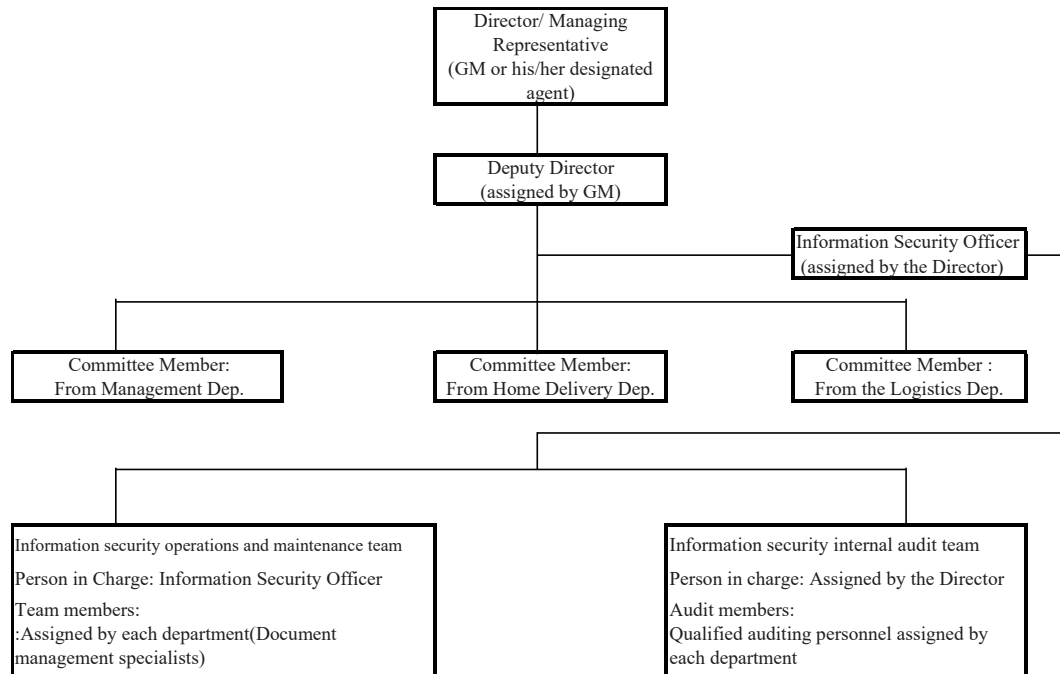 Director/ Managing
Representative
(GM or his/her designated
agent)
Deputy Director
(assigned by GM)
Information Security Officer
(assigned by the Director)
Committee Member:
From Management Dep.
Committee Member:
From Home Delivery Dep.
Committee Member :
From the Logistics Dep.
Information security operations and maintenance team
Person in Charge: Information Security Officer
Team members:
:Assigned by each department(Document
management specialists)
Information security internal audit team
Person in charge: Assigned by the Director
Audit members:
Qualified auditing personnel assigned by
each department